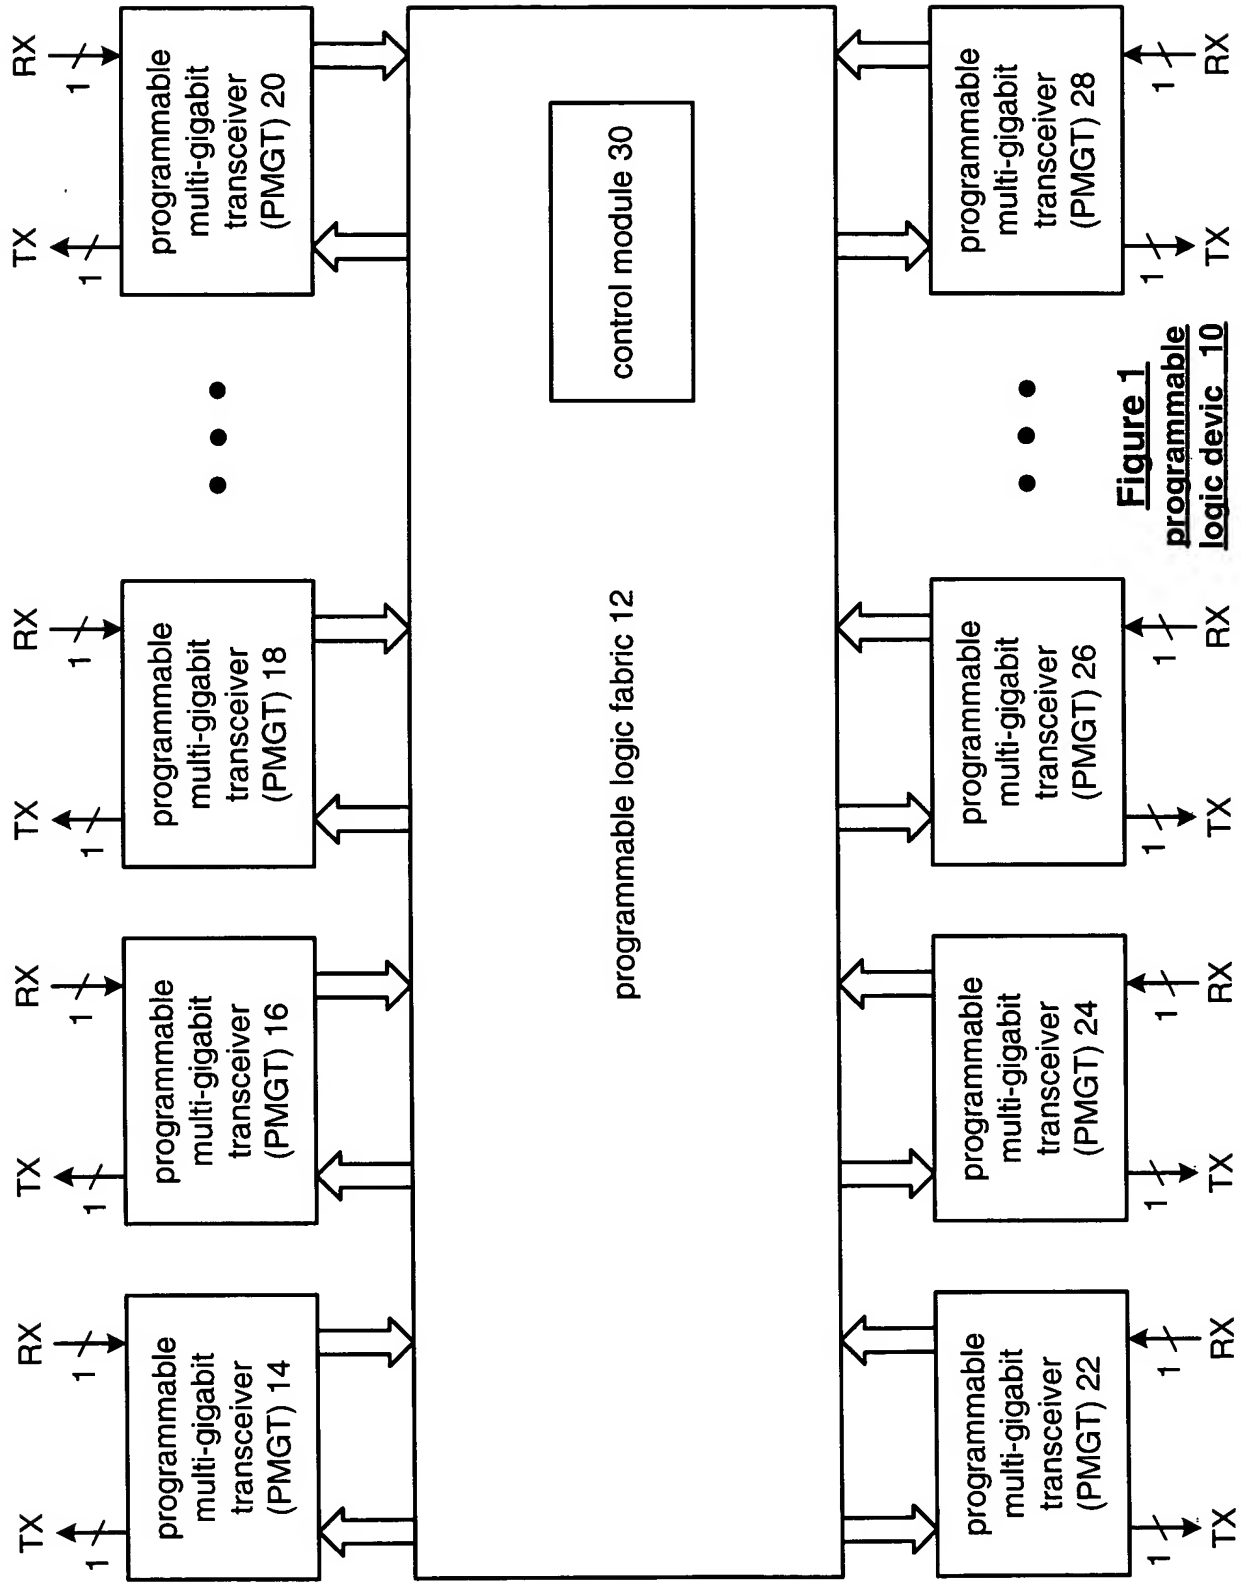 TX
RX
TX
RX
TX
RX
TX
RX
1
1
1
1
1
1
1
1
programmable
multi-gigabit
transceiver
(PMGT) 14
programmable
multi-gigabit
transceiver
(PMGT) 16
programmable
multi-gigabit
transceiver
(PMGT) 18
programmable
multi-gigabit
transceiver
(PMGT) 20
programmable logic fabric 12
control module 30
programmable
multi-gigabit
transceiver
(PMGT) 22
programmable
multi-gigabit
transceiver
(PMGT) 24
programmable
multi-gigabit
transceiver
(PMGT) 26
programmable
multi-gigabit
transceiver
(PMGT) 28
1
1
1
1
1
1
1
1
TX
RX
TX
RX
TX
RX
TX
RX
Figure 1
programmable
logic devic 10